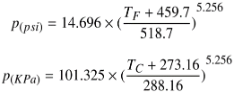 p(psi) = 14.696 × (T_F + 459.7 / 518.7)^5.256
p(KPa) = 101.325 × (T_C + 273.16 / 288.16)^5.256